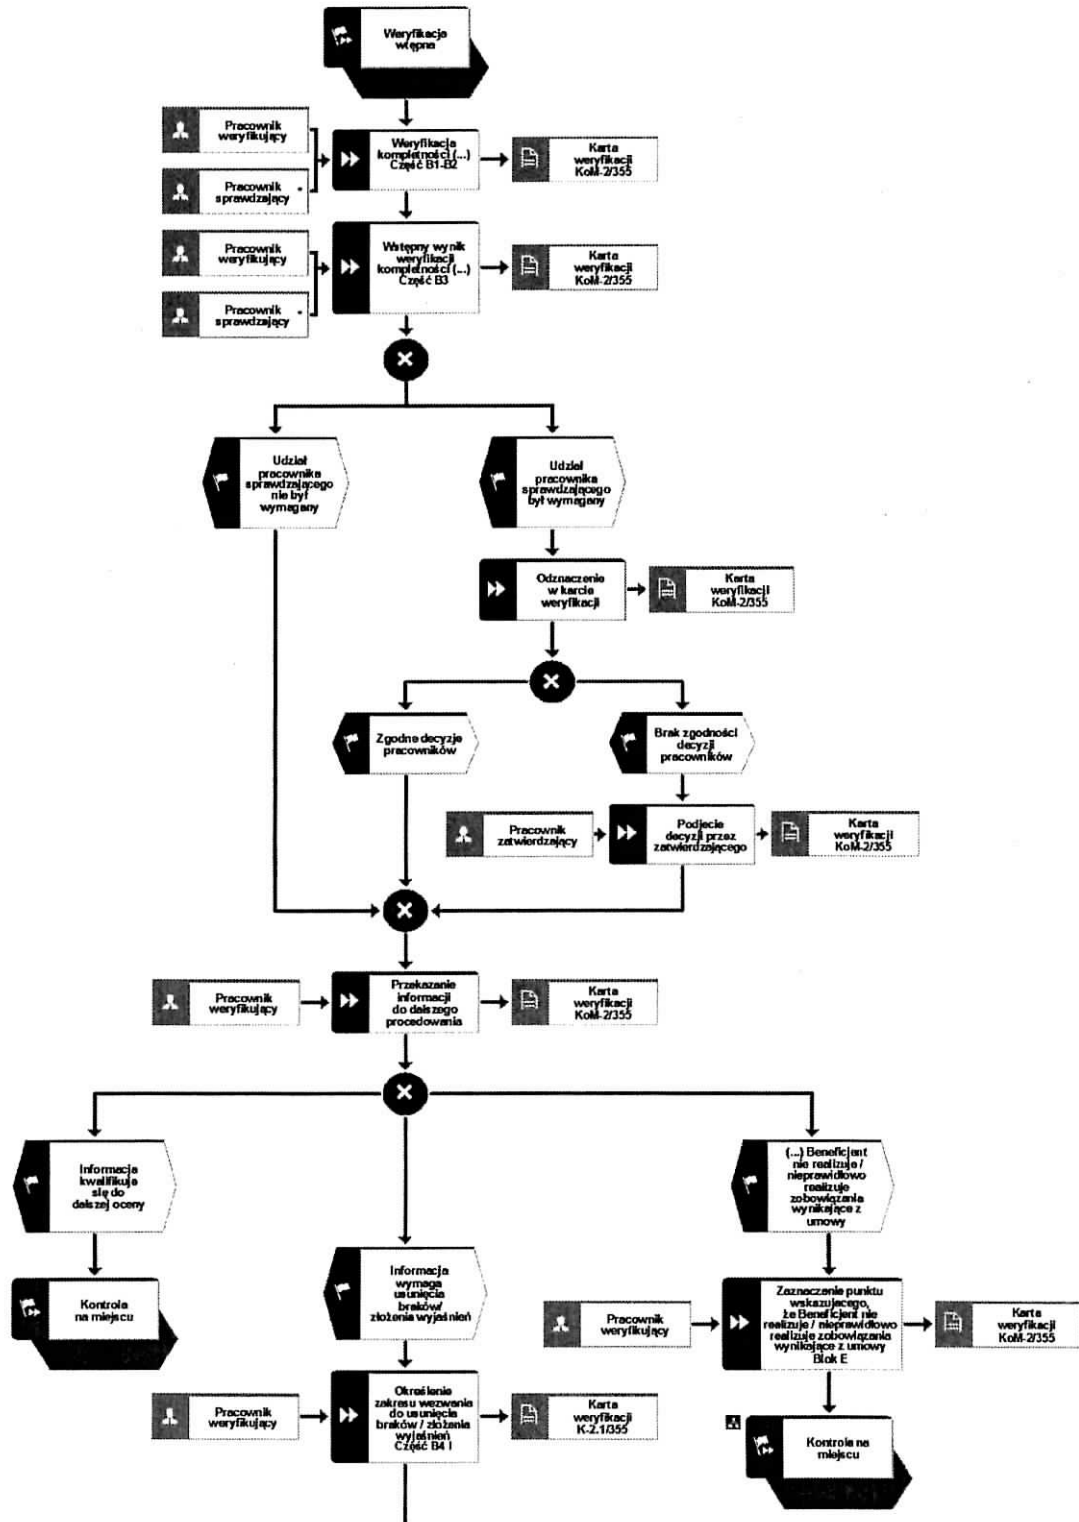 Weryfikacja
wtępna
Pracownik
weryfikujący
Weryfikacja
kompletności (...)
Część B1-B2
Karta
weryfikacji
KoM-2/355
Pracownik *
sprawdzający
Pracownik
weryfikujący
Wstępny wynik
weryfikacji
kompletności (...)
Część B3
Karta
weryfikacji
KoM-2/355
Pracownik *
sprawdzający
Udział
pracownika
sprawdzającego
nie był
wymagany
Udział
pracownika
sprawdzającego
był wymagany
Odznaczenie
w karcie
weryfikacji
Karta
weryfikacji
KoM-2/355
Zgodne decyzje
pracowników
Brak zgodności
decyzji
pracowników
Pracownik
zatwierdzający
Podjęcie
decyzji przez
zatwierdzającego
Karta
weryfikacji
KoM-2/355
Pracownik
weryfikujący
Przekazanie
informacji
do dalszego
procedowania
Karta
weryfikacji
KoM-2/355
Informacja
kwalifikuje
się do
dalszej oceny
(...) Beneficjent
nie realizuje /
nieprawidłowo
realizuje
zobowiązania
wynikające z
umowy
Kontrola
na miejscu
Informacja
wymaga
usunięcia
braków/
złożenia wyjaśnień
Pracownik
weryfikujący
Zaznaczenie punktu
wskazującego,
że Beneficjent nie
realizuje / nieprawidłowo
realizuje zobowiązania
wynikające z umowy
Blok E
Karta
weryfikacji
KoM-2/355
Pracownik
weryfikujący
Określenie
zakresu wezwania
do usunięcia
braków / złożenia
wyjaśnień
Część B4 I
Karta
weryfikacji
K-2.1/355
Kontrola na
miejscu